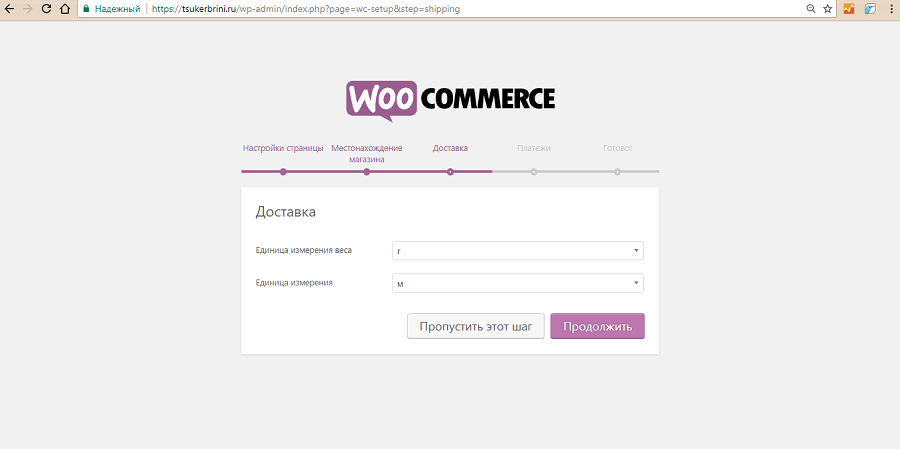 Надежный https://tsukerbrini.ru/wp-admin/index.php?page=wc-setup&step=shipping
WOO COMMERCE
Настройки страницы Местонахождение магазина Доставка Платежи Готово!
Доставка
Единица измерения веса г
Единица измерения м
Пропустить этот шаг Продолжить